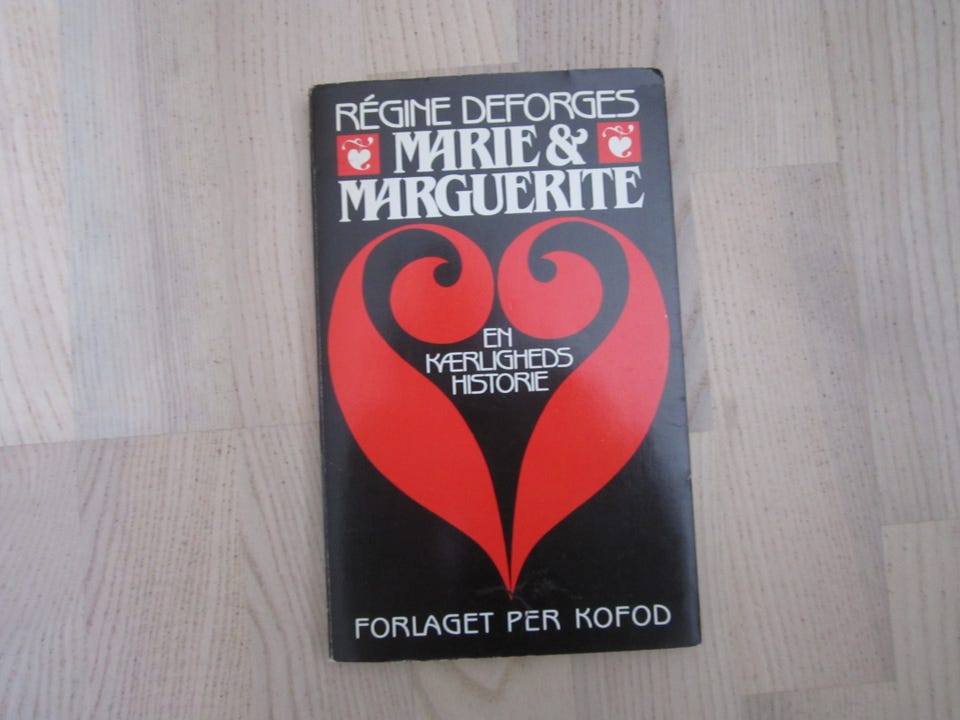 RÉGINE DEFORGES
MARIE &
MARGUERITE
EN
KÆRLIGHEDS
HISTORIE
FORLAGET PER KOFOD